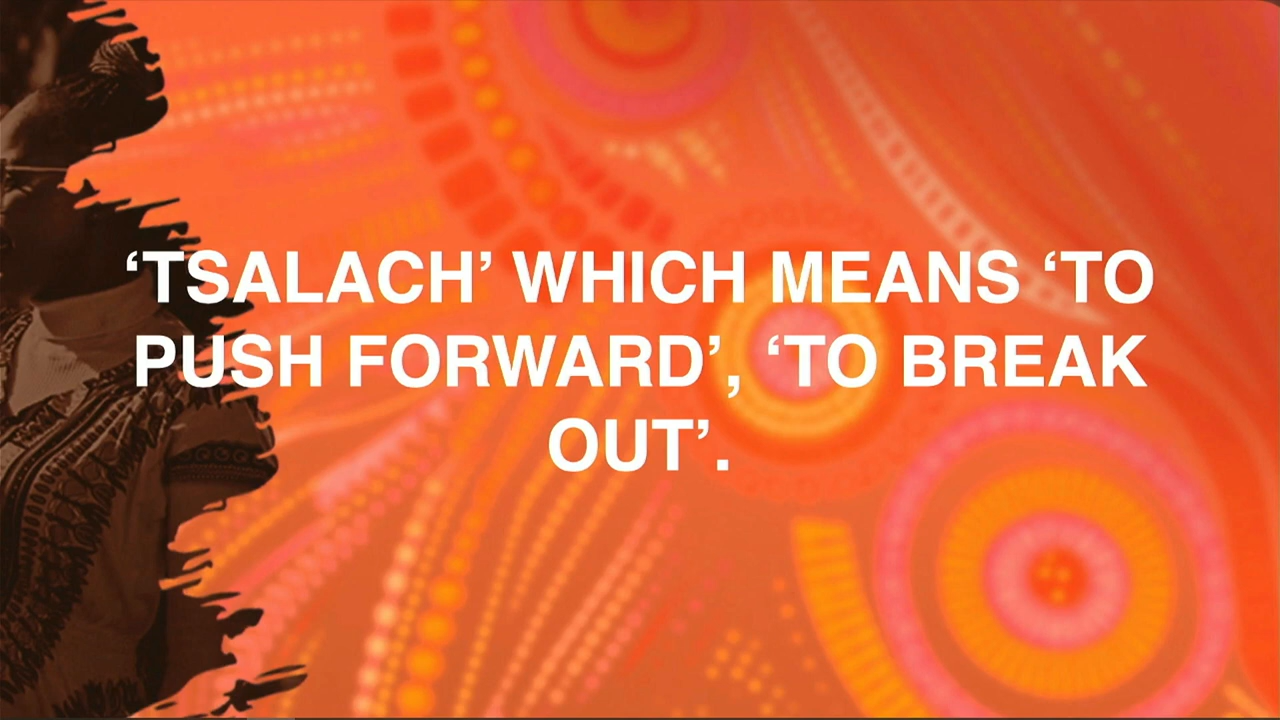 ‘TSALACH’ WHICH MEANS ‘TO
PUSH FORWARD’, ‘TO BREAK
OUT’.